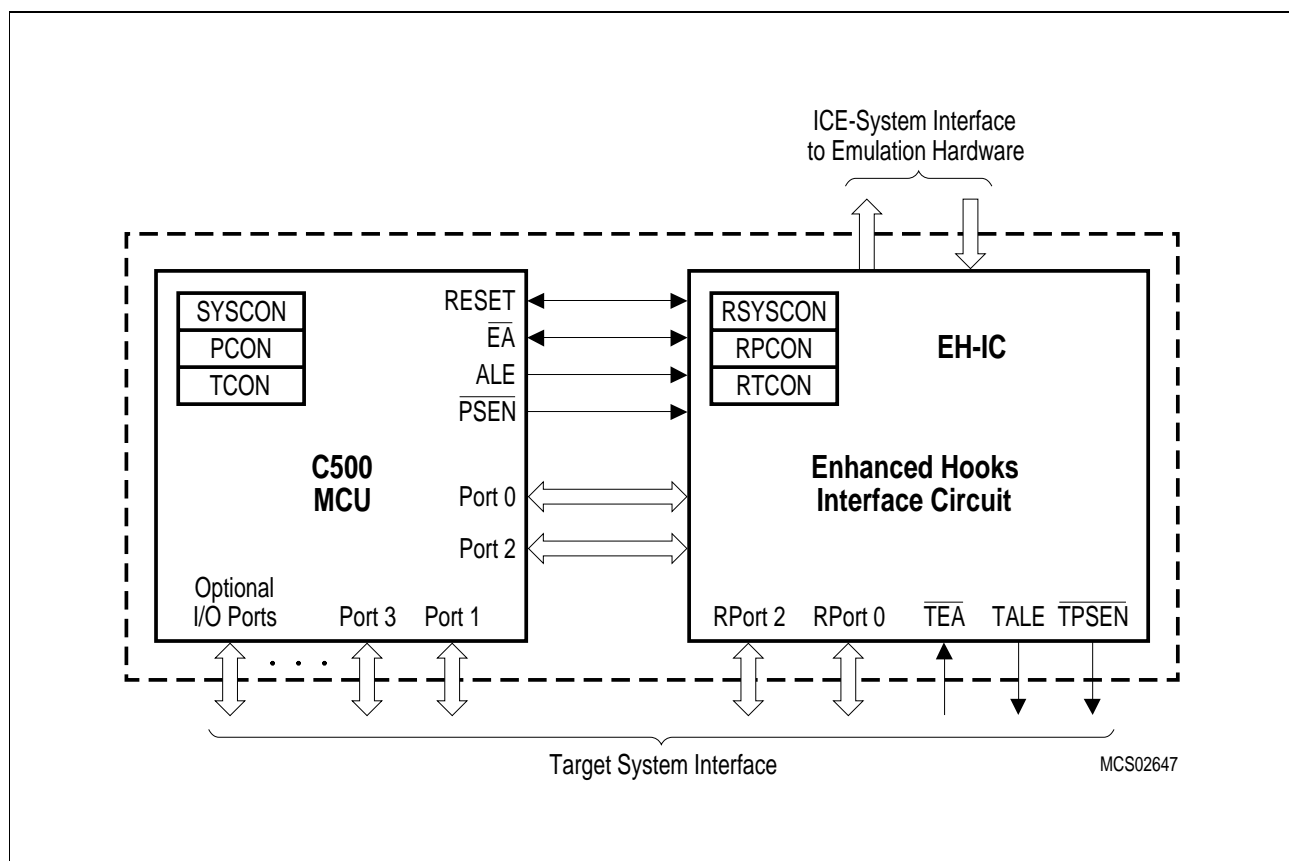 ICE-System Interface
to Emulation Hardware
SYSCON
PCON
TCON
RESET
EA
ALE
PSEN
C500
MCU
Port 0
Port 2
Optional
I/O Ports
Port 3
Port 1
. . .
RSYSCON
RPCON
RTCON
EH-IC
Enhanced Hooks
Interface Circuit
RPort 2
RPort 0
TEA
TALE
TPSEN
Target System Interface
MCS02647